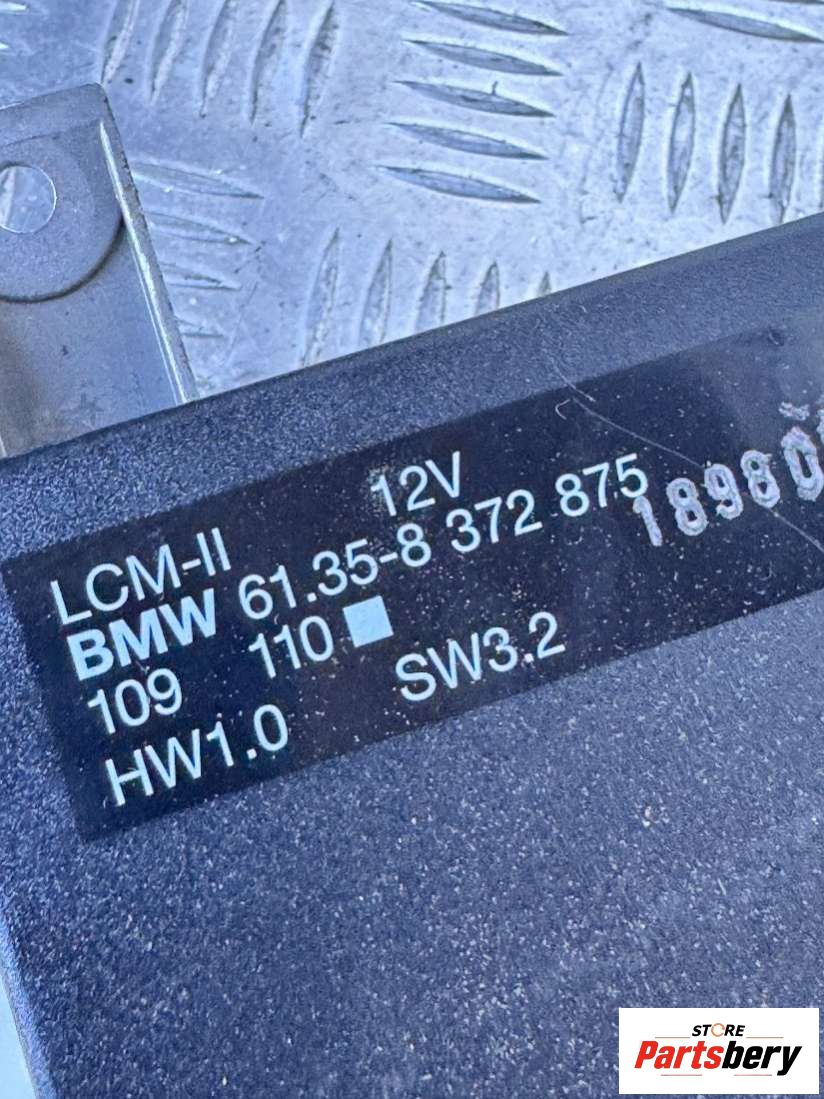 LCM-II 12V
BMW 61.35-8 372 875
109 110
HW1.0 SW3.2
STORE
Partsbery